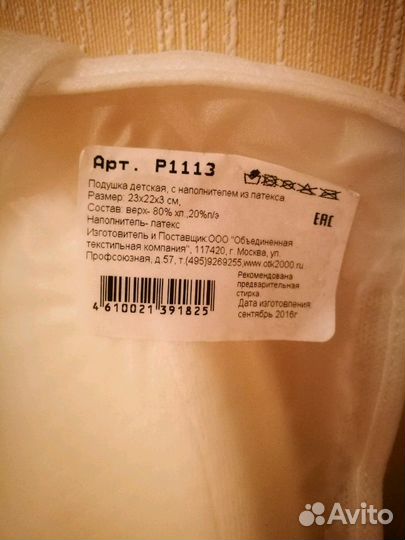 Арт. P1113
Подушка детская, с наполнителем из латекса
Размер: 23х22х3 см,
Состав: верх- 80% хл.,20%п/э
Наполнитель- латекс
Изготовитель и Поставщик:ООО "Объединенная
текстильная компания", 117420, г. Москва, ул.
Профсоюзная, д.57, т.(495)9269255,www.otk2000.ru
EAC
Рекомендована
предварительная
стирка.
Дата изготовления:
сентябрь 2016г
4 610021 391825
Avito